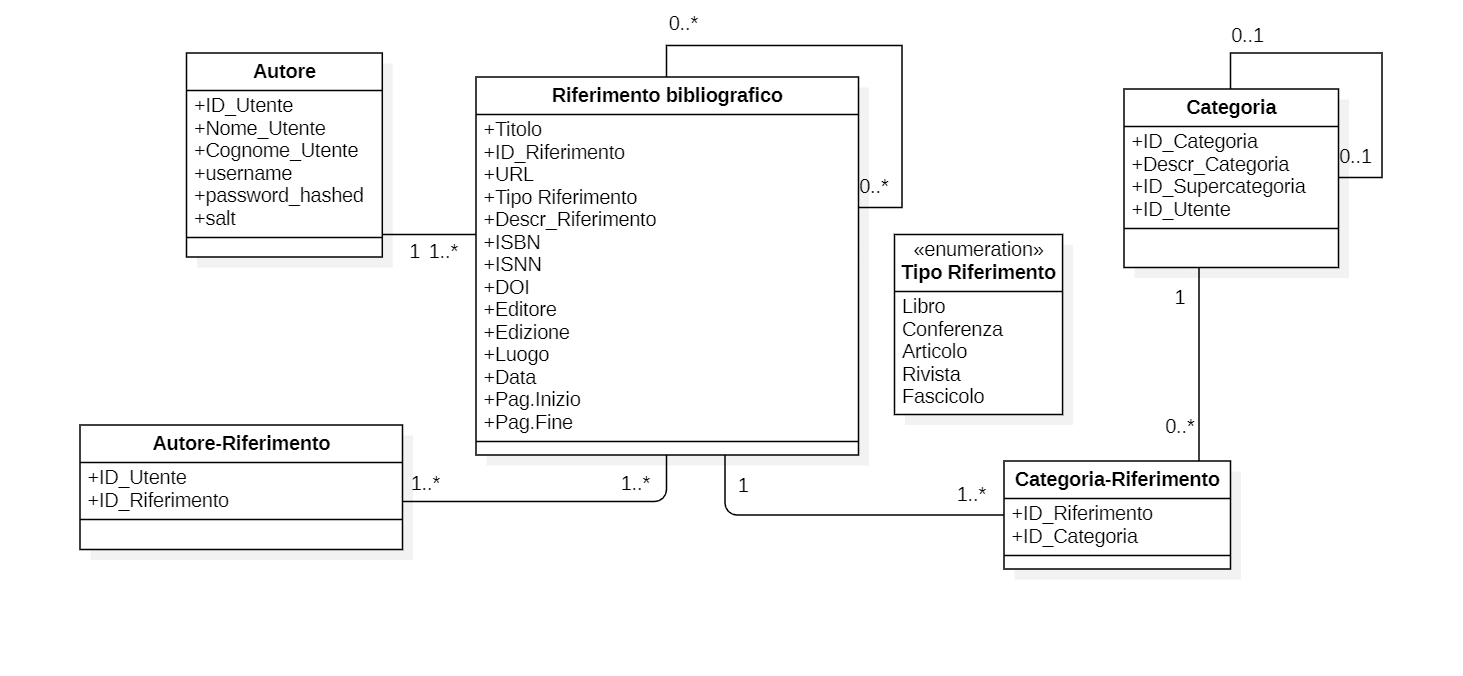 0..*
0..1
Autore
+ID_Utente
+Nome_Utente
+Cognome_Utente
+username
+password_hashed
+salt
1 1..*
Riferimento bibliografico
+Titolo
+ID_Riferimento
+URL
+Tipo Riferimento
+Descr_Riferimento
+ISBN
+ISNN
+DOI
+Editore
+Edizione
+Luogo
+Data
+Pag.Inizio
+Pag.Fine
0..*
Categoria
+ID_Categoria
+Descr_Categoria
+ID_Supercategoria
+ID_Utente
0..1
«enumeration»
Tipo Riferimento
Libro
Conferenza
Articolo
Rivista
Fascicolo
1
0..*
Autore-Riferimento
+ID_Utente
+ID_Riferimento
1..*
1..*
1
1..*
Categoria-Riferimento
+ID_Riferimento
+ID_Categoria